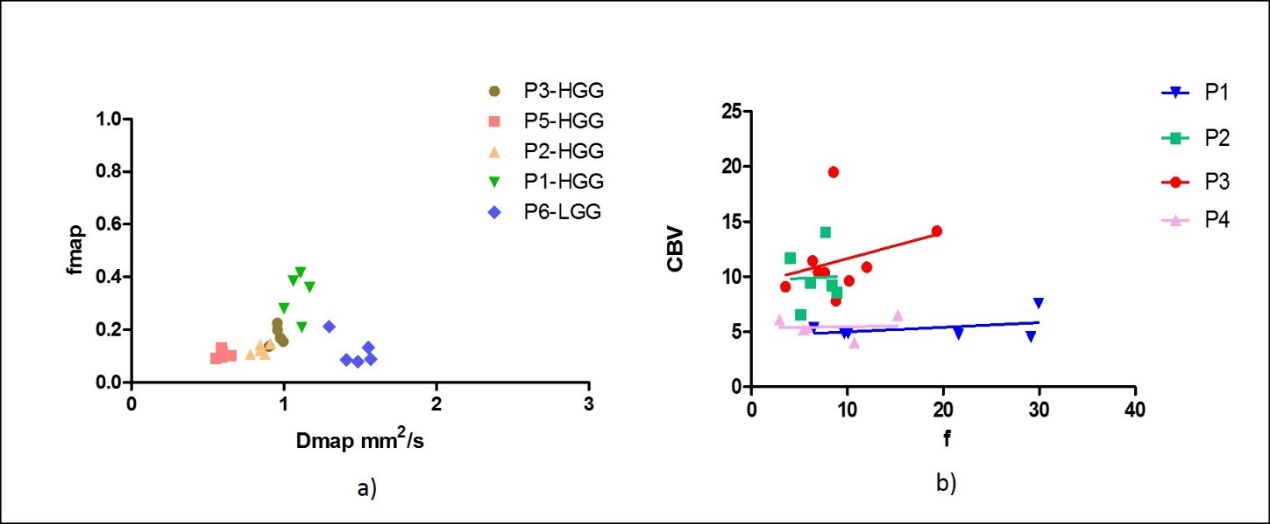 P3-HGG
P5-HGG
P2-HGG
P1-HGG
P6-LGG
1.0
0.8
0.6
0.4
0.2
0.0
fmap
0 1 2 3
Dmap mm²/s
a)
P1
P2
P3
P4
25
20
15
10
5
0
CBV
0 10 20 30 40
f
b)